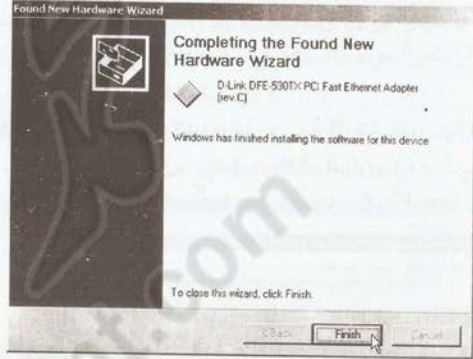 Found New Hardware Wizard
Completing the Found New
Hardware Wizard
D-Link DFE-530TX PCI Fast Ethernet Adapter
(rev.C)
Windows has finished installing the software for this device
To close this wizard, click Finish.
< Back
Finish
Cancel